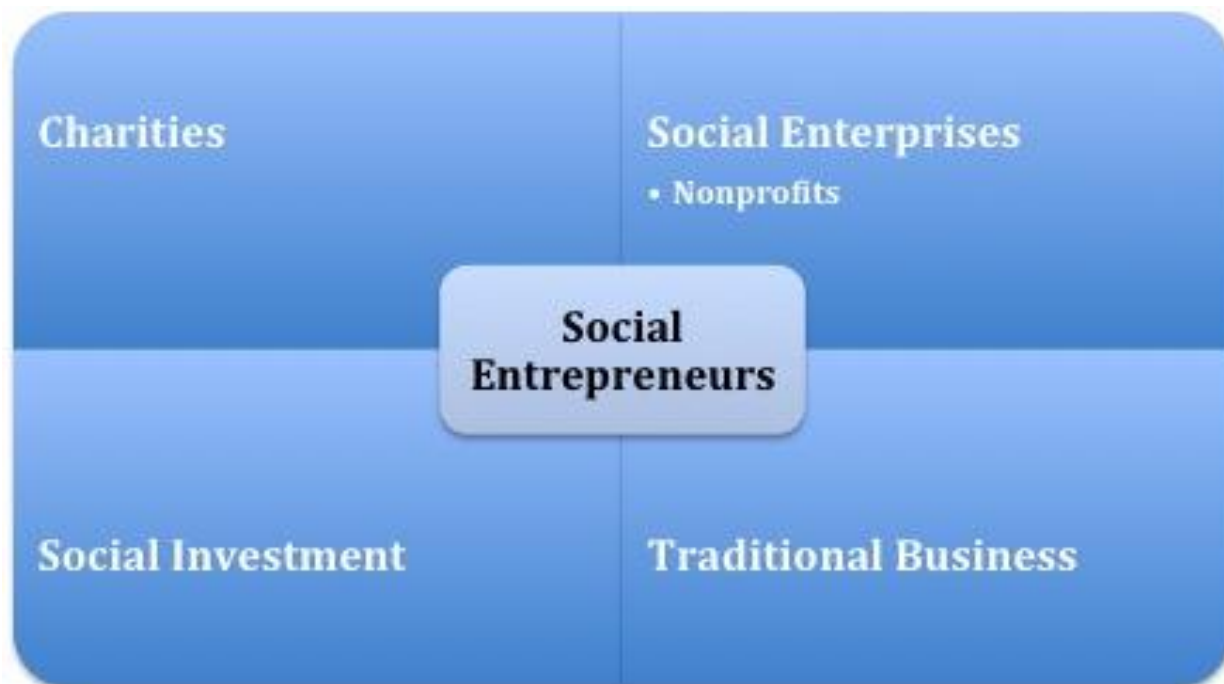 Charities
Social Enterprises
• Nonprofits
Social
Entrepreneurs
Social Investment
Traditional Business